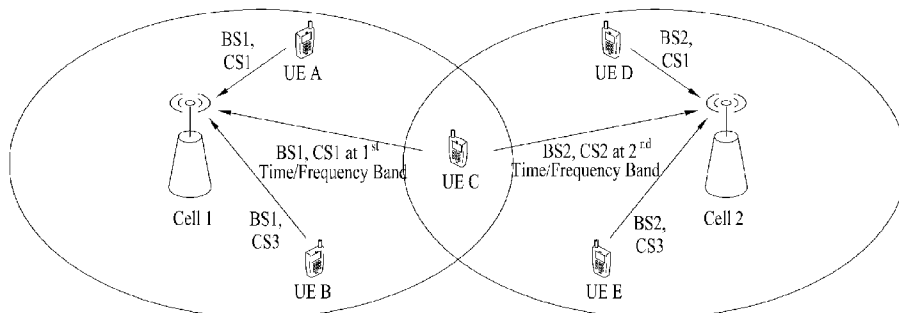 BS1,
CS1
UE A
BS1, CS1 at 1st
Time/Frequency Band
Cell 1
BS1,
CS3
UE B
UE C
BS2,
CS1
UE D
BS2, CS2 at 2nd
Time/Frequency Band
Cell 2
BS2,
CS3
UE E